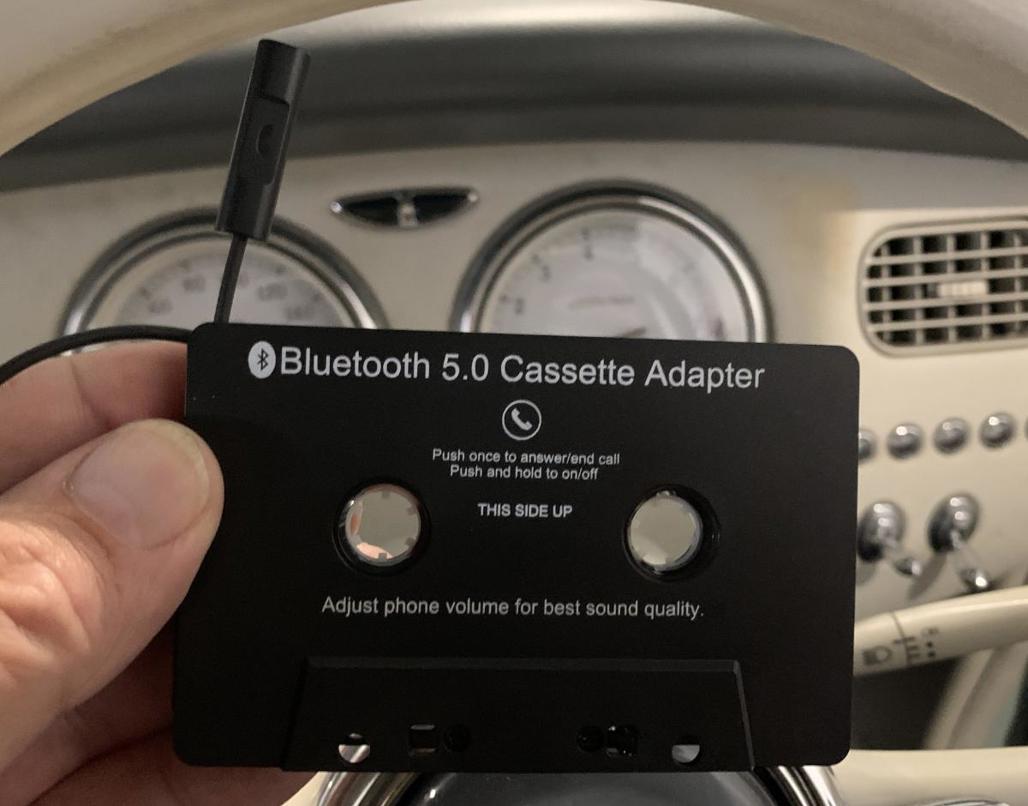 Bluetooth 5.0 Cassette Adapter
Push once to answer/end call
Push and hold to on/off
THIS SIDE UP
Adjust phone volume for best sound quality.